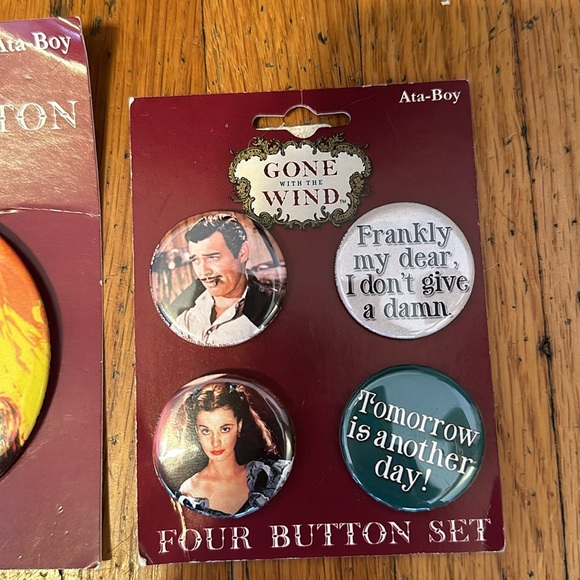 Ata-Boy
TON
Ata-Boy
GONE
WITH THE
WIND™
Frankly
my dear,
I don't give
a damn.
Tomorrow
is another
day!
FOUR BUTTON SET